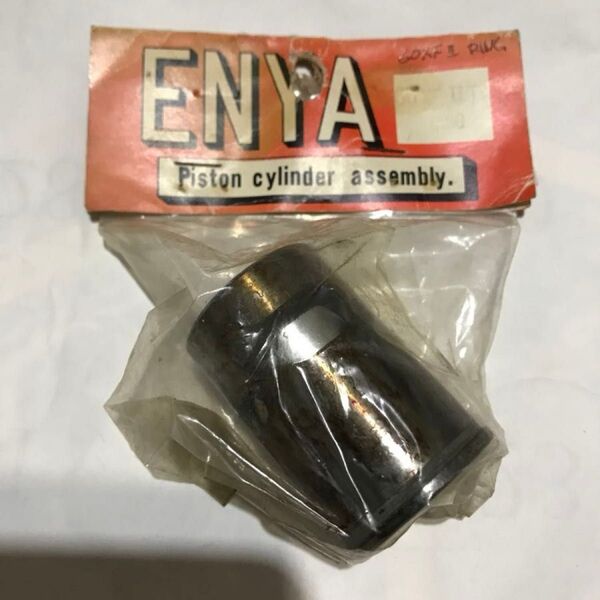 ENYA
Piston cylinder assembly.